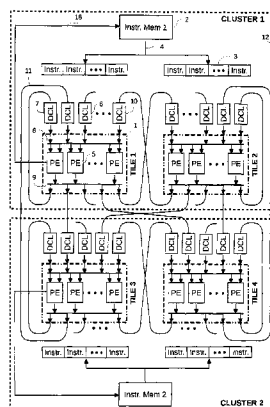 16
Instr. Mem 2
2
CLUSTER 1
12
4
3
Instr. Instr. ••• Instr.
Instr. Instr. ••• Instr.
11
7
6
10
DCL DCL DCL ••• DCL
DCL DCL DCL ••• DCL
8
1
5
PE PE ••• PE
PE PE ••• PE
9
TILE 1
TILE 2
DCL DCL DCL DCL DCL
DCL DCL DCL DCL DCL
PE PE ••• PE
PE PE ••• PE
TILE 3
TILE 4
Instr. Instr. ••• Instr.
Instr. Instr. ••• Instr.
Instr. Mem 2
CLUSTER 2